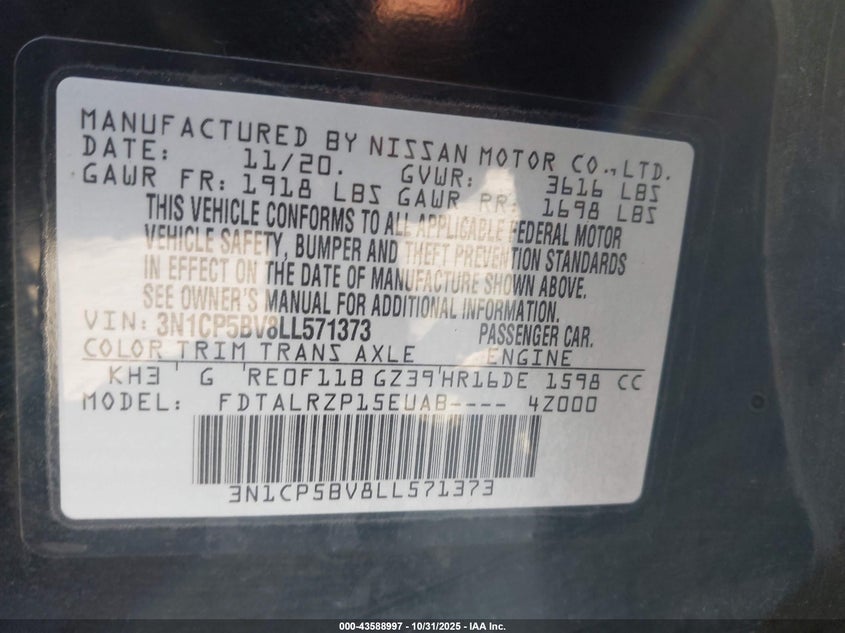 MANUFACTURED BY NISSAN MOTOR CO., LTD.
DATE: 11/20. GVWR: 3616 LBS
GAWR FR: 1918 LBS GAWR RR: 1698 LBS
THIS VEHICLE CONFORMS TO ALL APPLICABLE FEDERAL MOTOR
VEHICLE SAFETY, BUMPER AND THEFT PREVENTION STANDARDS
IN EFFECT ON THE DATE OF MANUFACTURE SHOWN ABOVE.
SEE OWNER'S MANUAL FOR ADDITIONAL INFORMATION.
VIN: 3N1CP5BV8LL571373 PASSENGER CAR.
COLOR TRIM TRANS AXLE ENGINE
KH3 G RE0F11B GZ39 HR16DE 1598 CC
MODEL: FDTALRZP15EUAB---- 4Z000
3N1CP5BV8LL571373
000-43588997 - 10/31/2025 - IAA Inc.